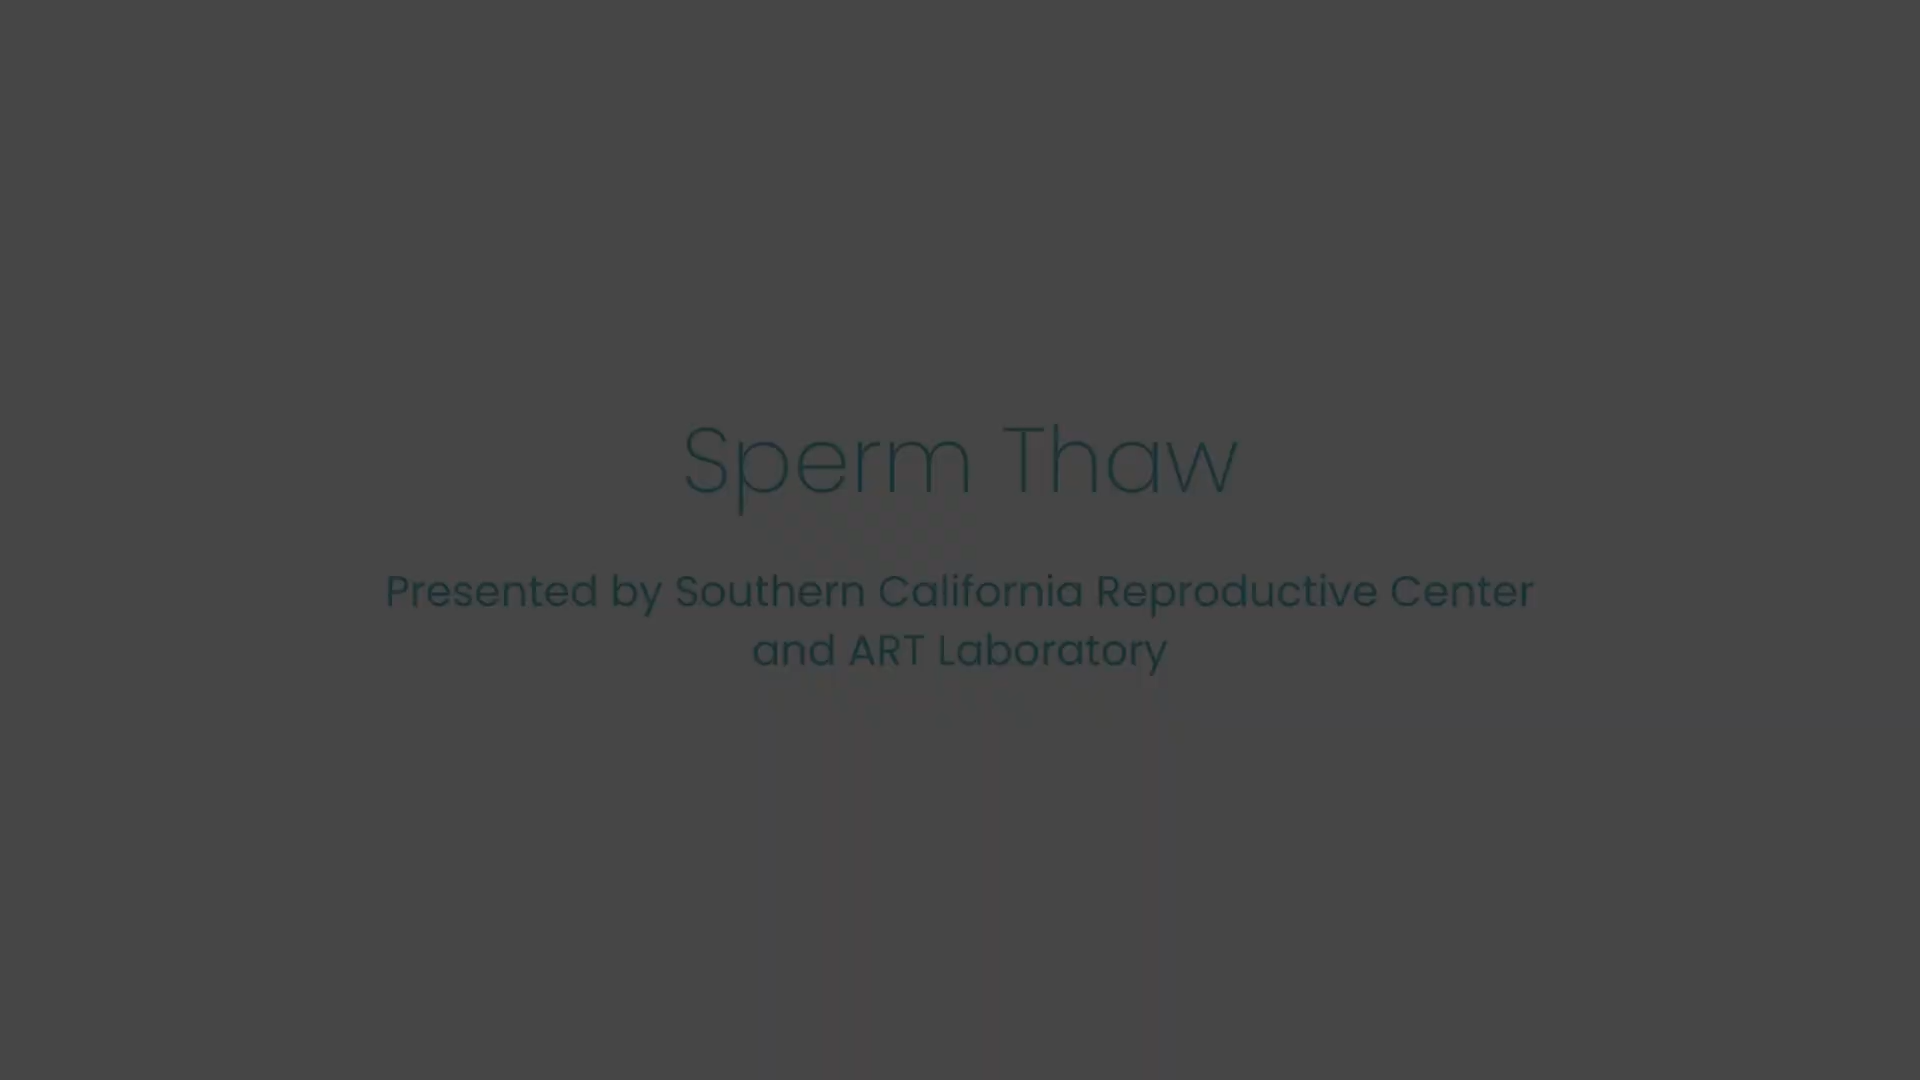 Sperm Thaw
Presented by Southern California Reproductive Center
and ART Laboratory